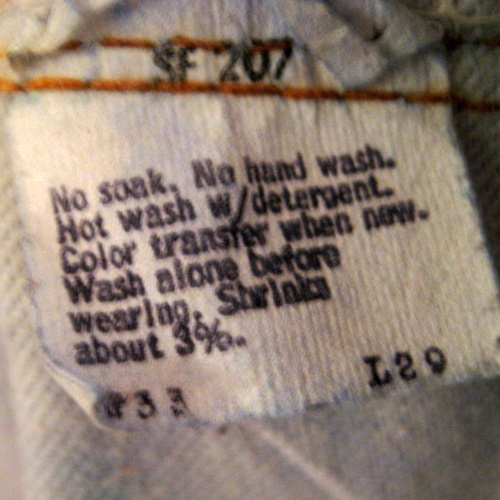 SF 207
No soak. No hand wash.
Hot wash w/detergent.
Color transfer when new.
Wash alone before
wearing. Shrinks
about 3%.
W33 L29